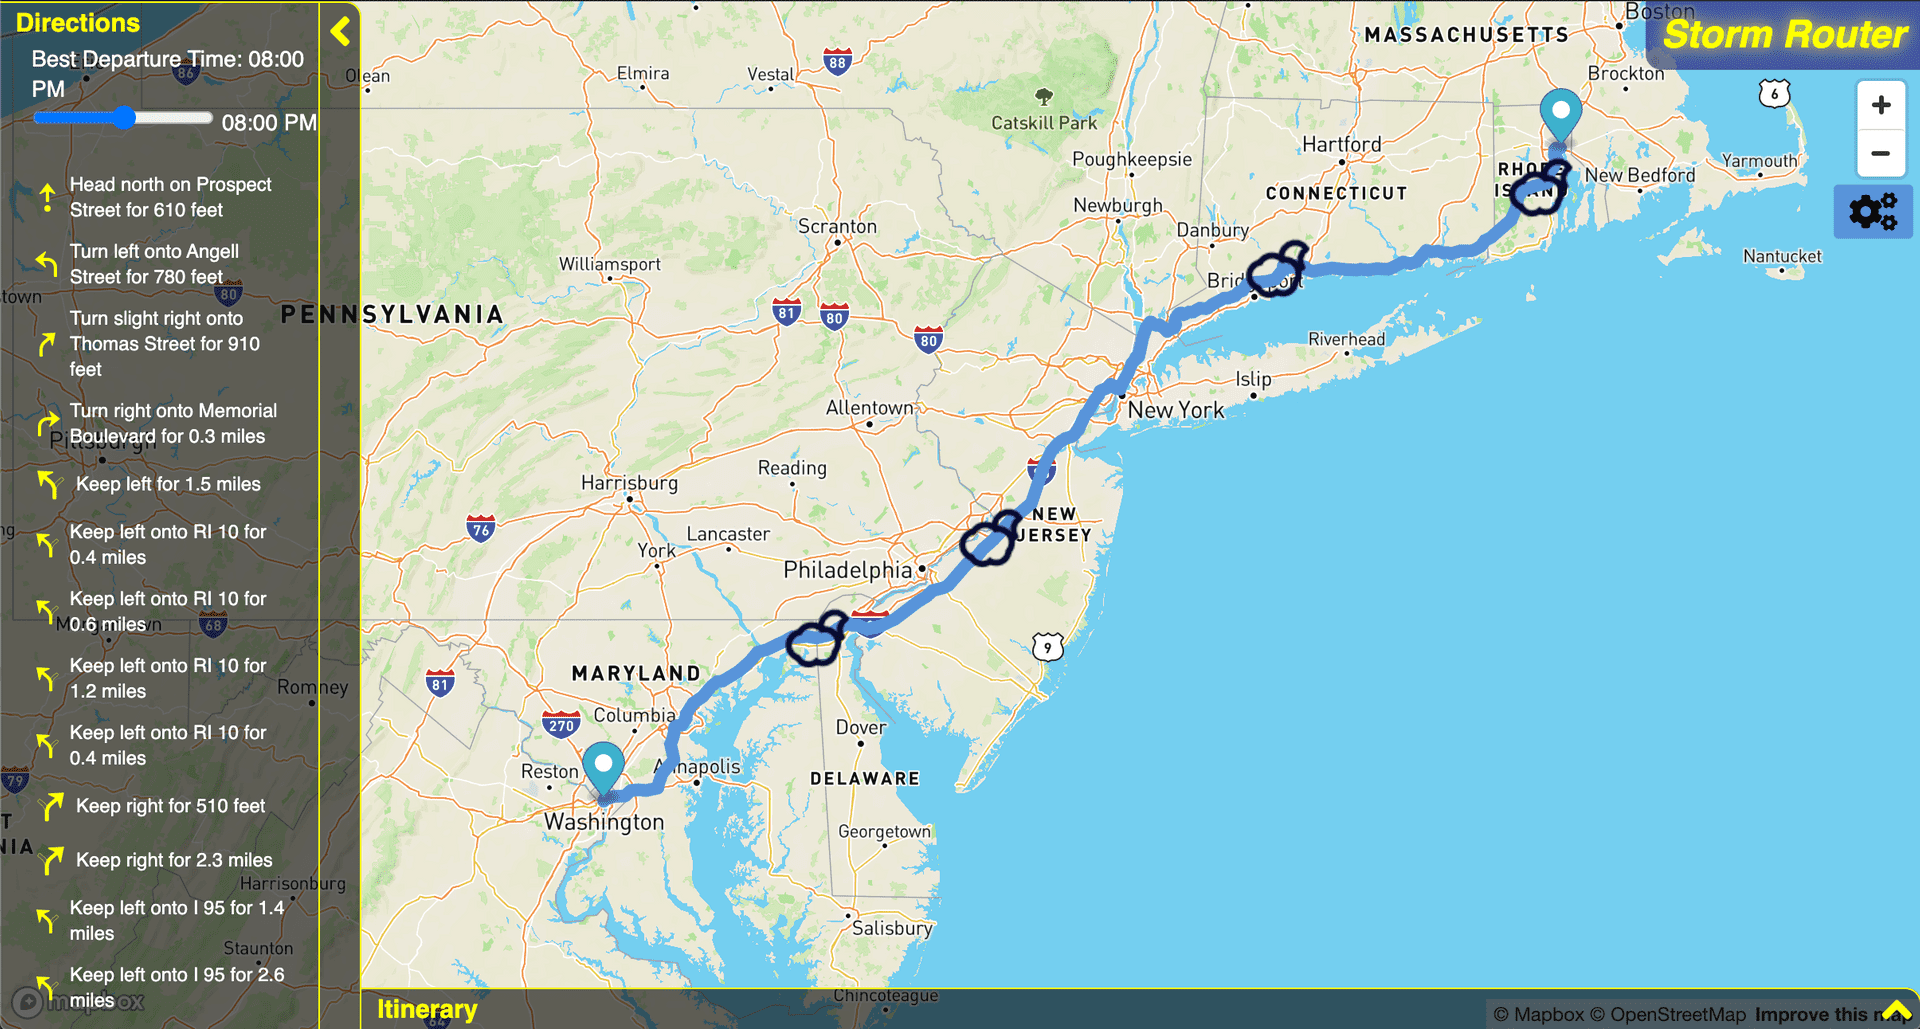 Directions
Best Departure Time: 08:00
PM
08:00 PM
Head north on Prospect
Street for 610 feet
Turn left onto Angell
Street for 780 feet
Turn slight right onto
Thomas Street for 910
feet
Turn right onto Memorial
Boulevard for 0.3 miles
Keep left for 1.5 miles
Keep left onto RI 10 for
0.4 miles
Keep left onto RI 10 for
0.6 miles
Keep left onto RI 10 for
1.2 miles
Keep left onto RI 10 for
0.4 miles
Keep right for 510 feet
Keep right for 2.3 miles
Keep left onto I 95 for 1.4
miles
Keep left onto I 95 for 2.6
miles
mapbox
Storm Router
Boston
MASSACHUSETTS
Brockton
6
88
86
Olean
Elmira
Vestal
Catskill Park
Poughkeepsie
Hartford
RHODE
ISLAND
CONNECTICUT
New Bedford
Yarmouth
Newburgh
Danbury
Scranton
Nantucket
Williamsport
Bridgeport
80
81
80
80
PENNSYLVANIA
Riverhead
Islip
New York
Allentown
Pittsburgh
Reading
Harrisburg
NEW
JERSEY
76
Lancaster
York
Philadelphia
68
9
MARYLAND
81
Romney
Columbia
270
Dover
Reston
Annapolis
DELAWARE
79
Washington
Georgetown
Harrisonburg
Salisbury
Staunton
Chincoteague
64
Itinerary
© Mapbox © OpenStreetMap Improve this map
+
−